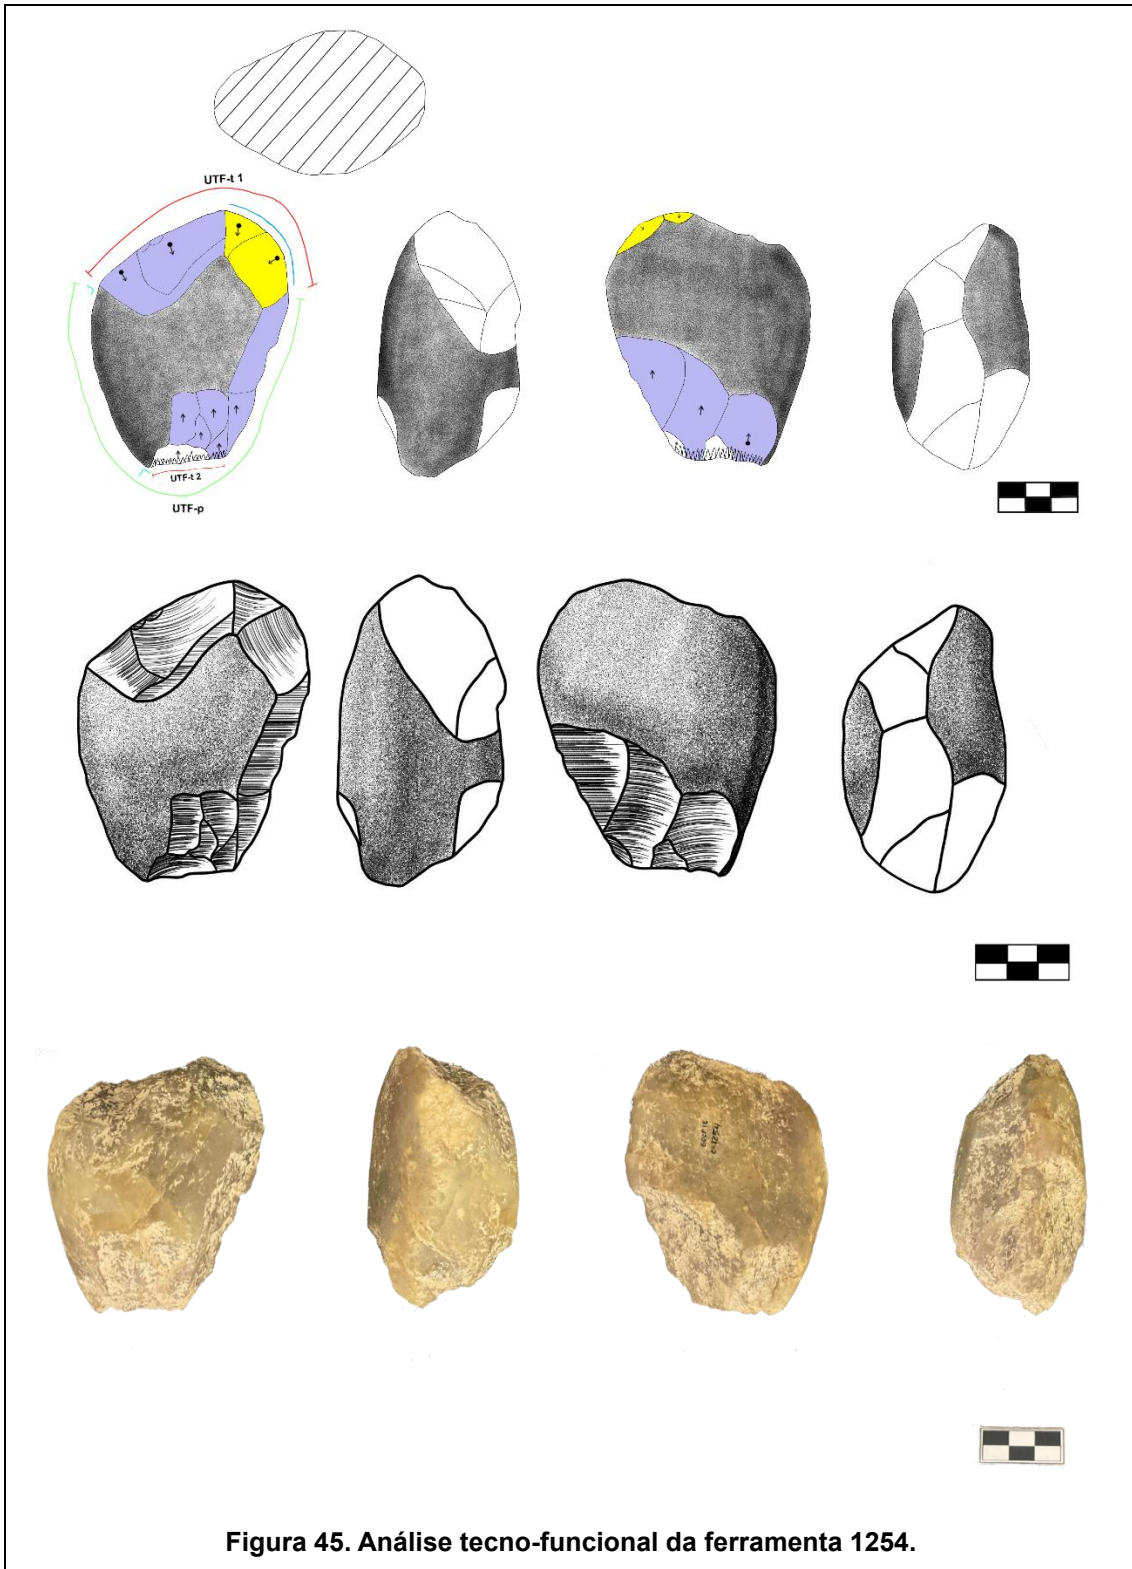 UTF-t 1
UTF-t 2
UTF-p
Figura 45. Análise tecno-funcional da ferramenta 1254.